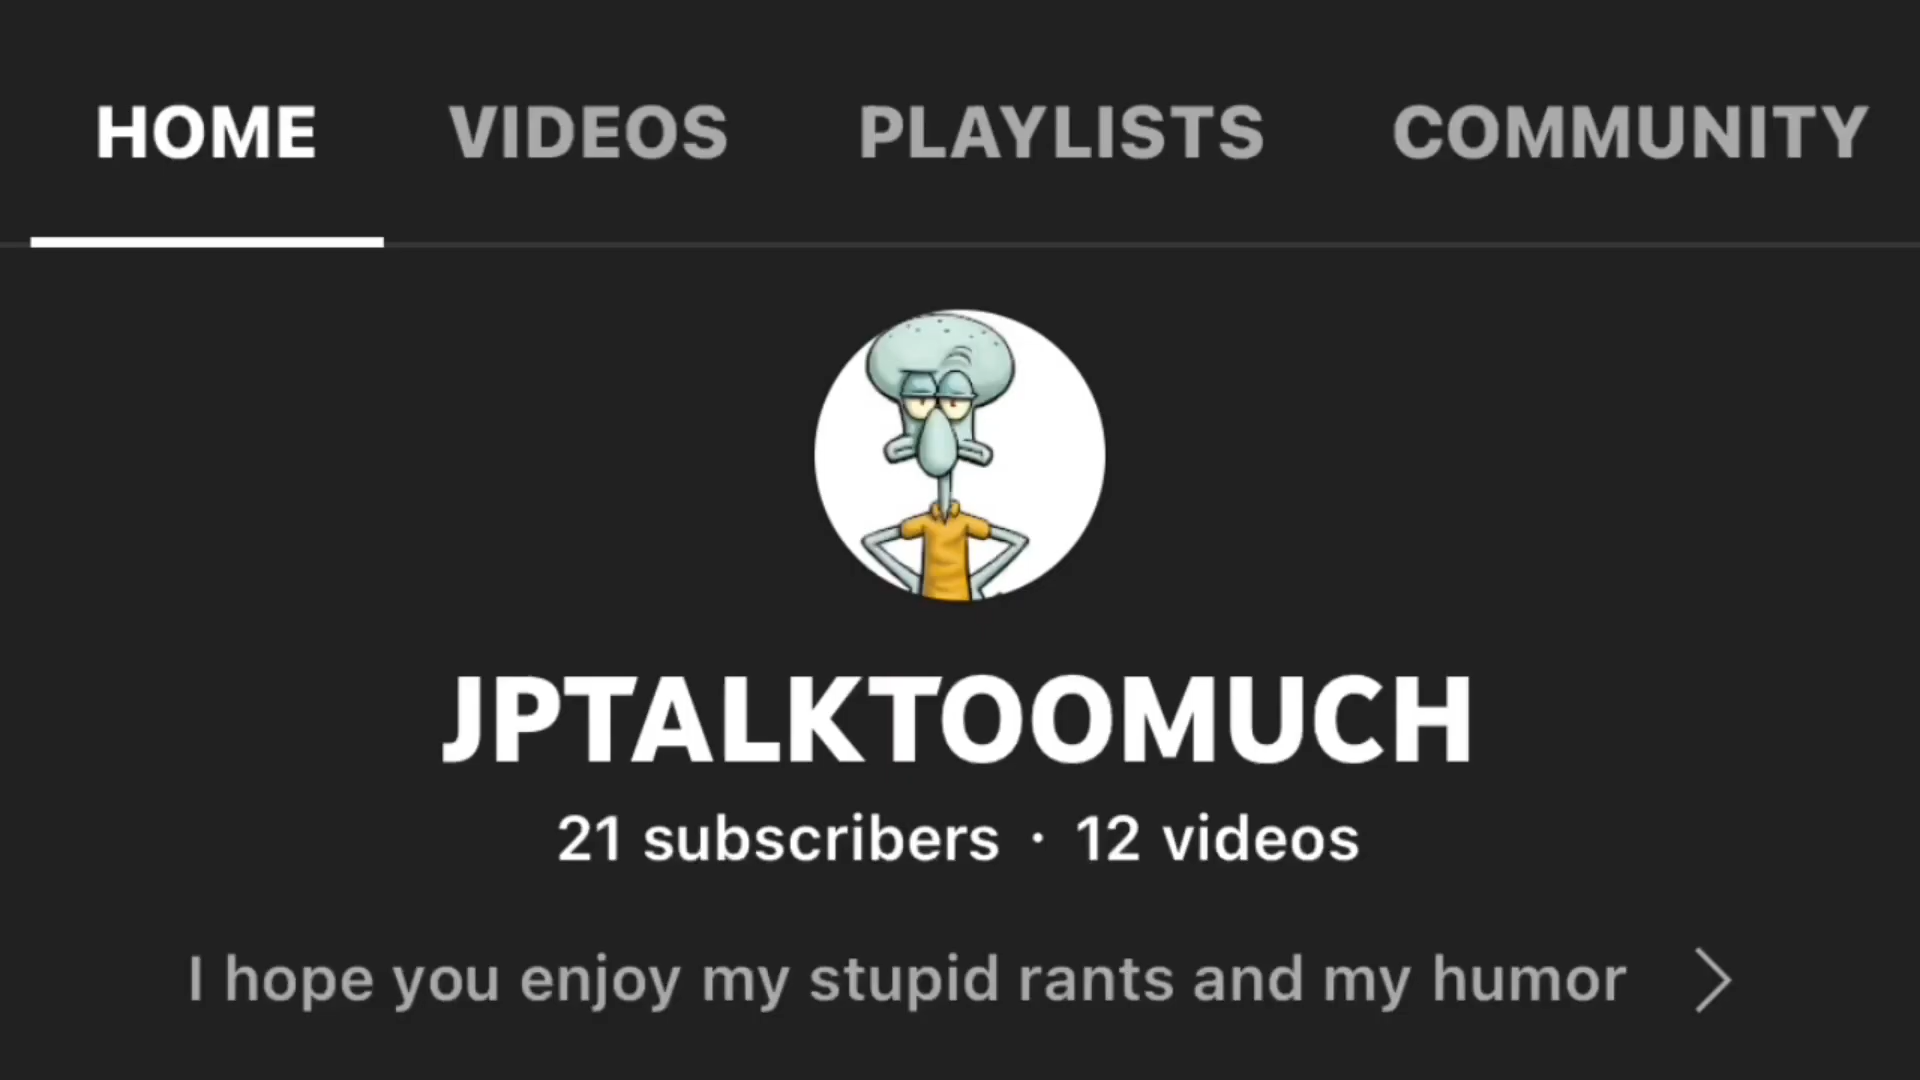 HOME VIDEOS PLAYLISTS COMMUNITY
JPTALKTOOMUCH
21 subscribers · 12 videos
I hope you enjoy my stupid rants and my humor